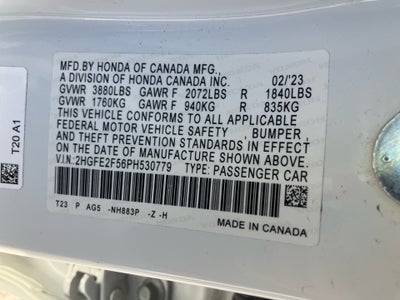 MFD.BY HONDA OF CANADA MFG.,
A DIVISION OF HONDA CANADA INC. 02/'23
GVWR 3880LBS GAWR F 2072LBS R 1840LBS
GVWR 1760KG GAWR F 940KG R 835KG
THIS VEHICLE CONFORMS TO ALL APPLICABLE
FEDERAL MOTOR VEHICLE SAFETY, BUMPER,
AND THEFT PREVENTION STANDARDS IN EFFECT
ON THE DATE OF MANUFACTURE SHOWN ABOVE.
V.I.N:2HGFE2F56PH530779 TYPE:PASSENGER CAR
T23 P AG5 -NH883P -Z -H
MADE IN CANADA
T20 A1